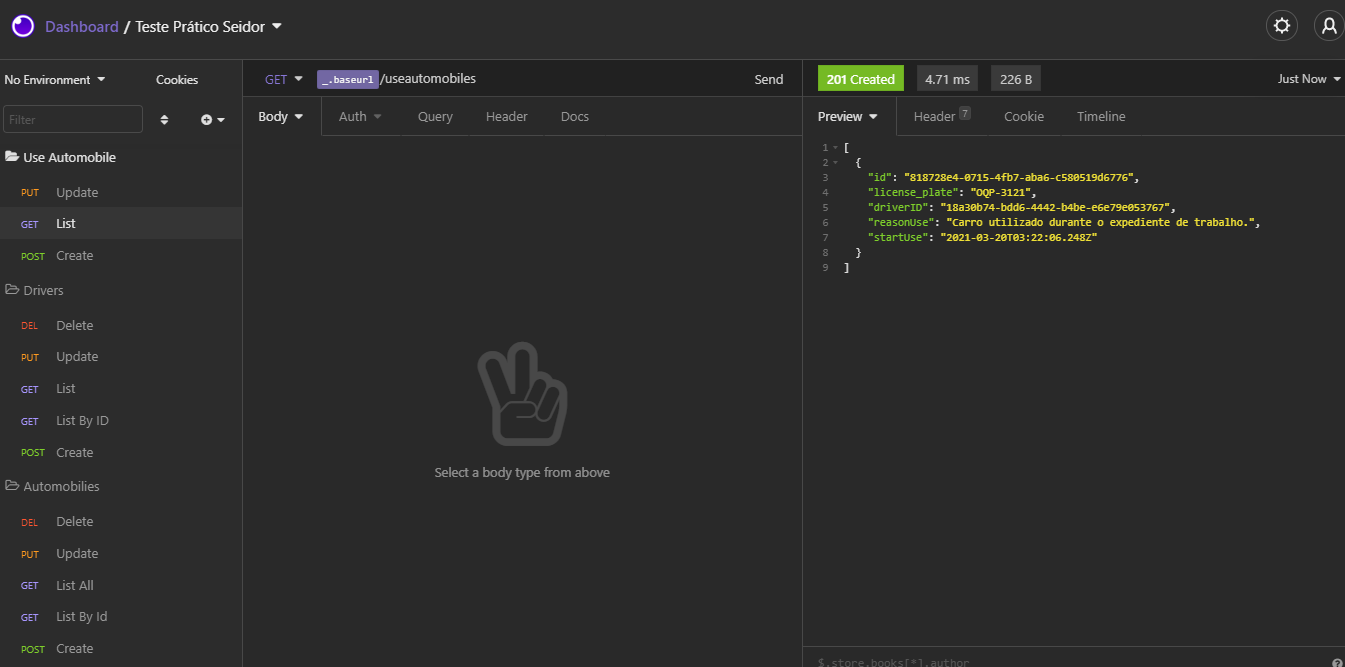 Dashboard / Teste Prático Seidor
No Environment
Cookies
GET _.baseurl /useautomobiles
Send
201 Created
4.71 ms
226 B
Just Now
Filter
Body
Auth
Query
Header
Docs
Preview
Header 7
Cookie
Timeline
Use Automobile
PUT Update
GET List
POST Create
Drivers
DEL Delete
PUT Update
GET List
GET List By ID
POST Create
Automobilies
DEL Delete
PUT Update
GET List All
GET List By Id
POST Create
Select a body type from above
1 [
2 {
3 "id": "818728e4-0715-4fb7-aba6-c580519d6776",
4 "license_plate": "OQP-3121",
5 "driverID": "18a30b74-bdd6-4442-b4be-e6e79e053767",
6 "reasonUse": "Carro utilizado durante o expediente de trabalho.",
7 "startUse": "2021-03-20T03:22:06.248Z"
8 }
9 ]
$.store.books[*].author
?